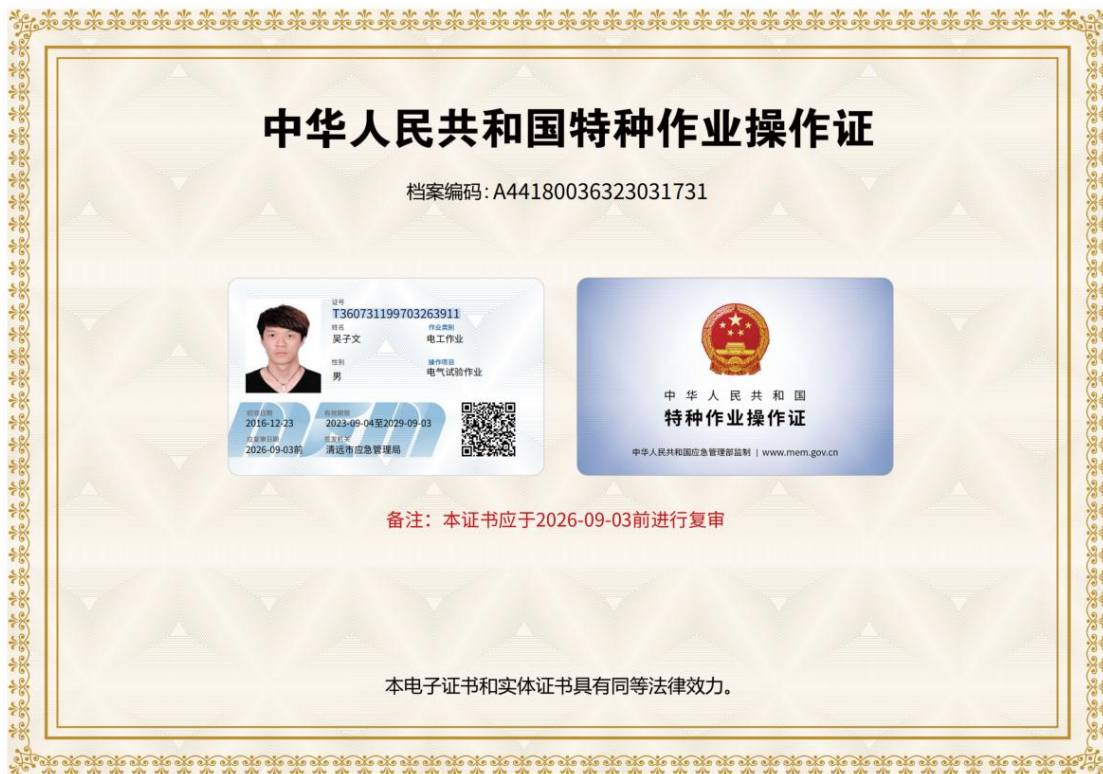 中华人民共和国特种作业操作证
档案编码:A44180036323031731
证号
T360731199703263911
姓名
吴子文
作业类别
电工作业
性别
男
操作项目
电气试验作业
初领日期
2016-12-23
有效期限
2023-09-04至2029-09-03
应复审日期
2026-09-03前
签发机关
清远市应急管理局
中华人民共和国
特种作业操作证
中华人民共和国应急管理部监制 | www.mem.gov.cn
备注：本证书应于2026-09-03前进行复审
本电子证书和实体证书具有同等法律效力。